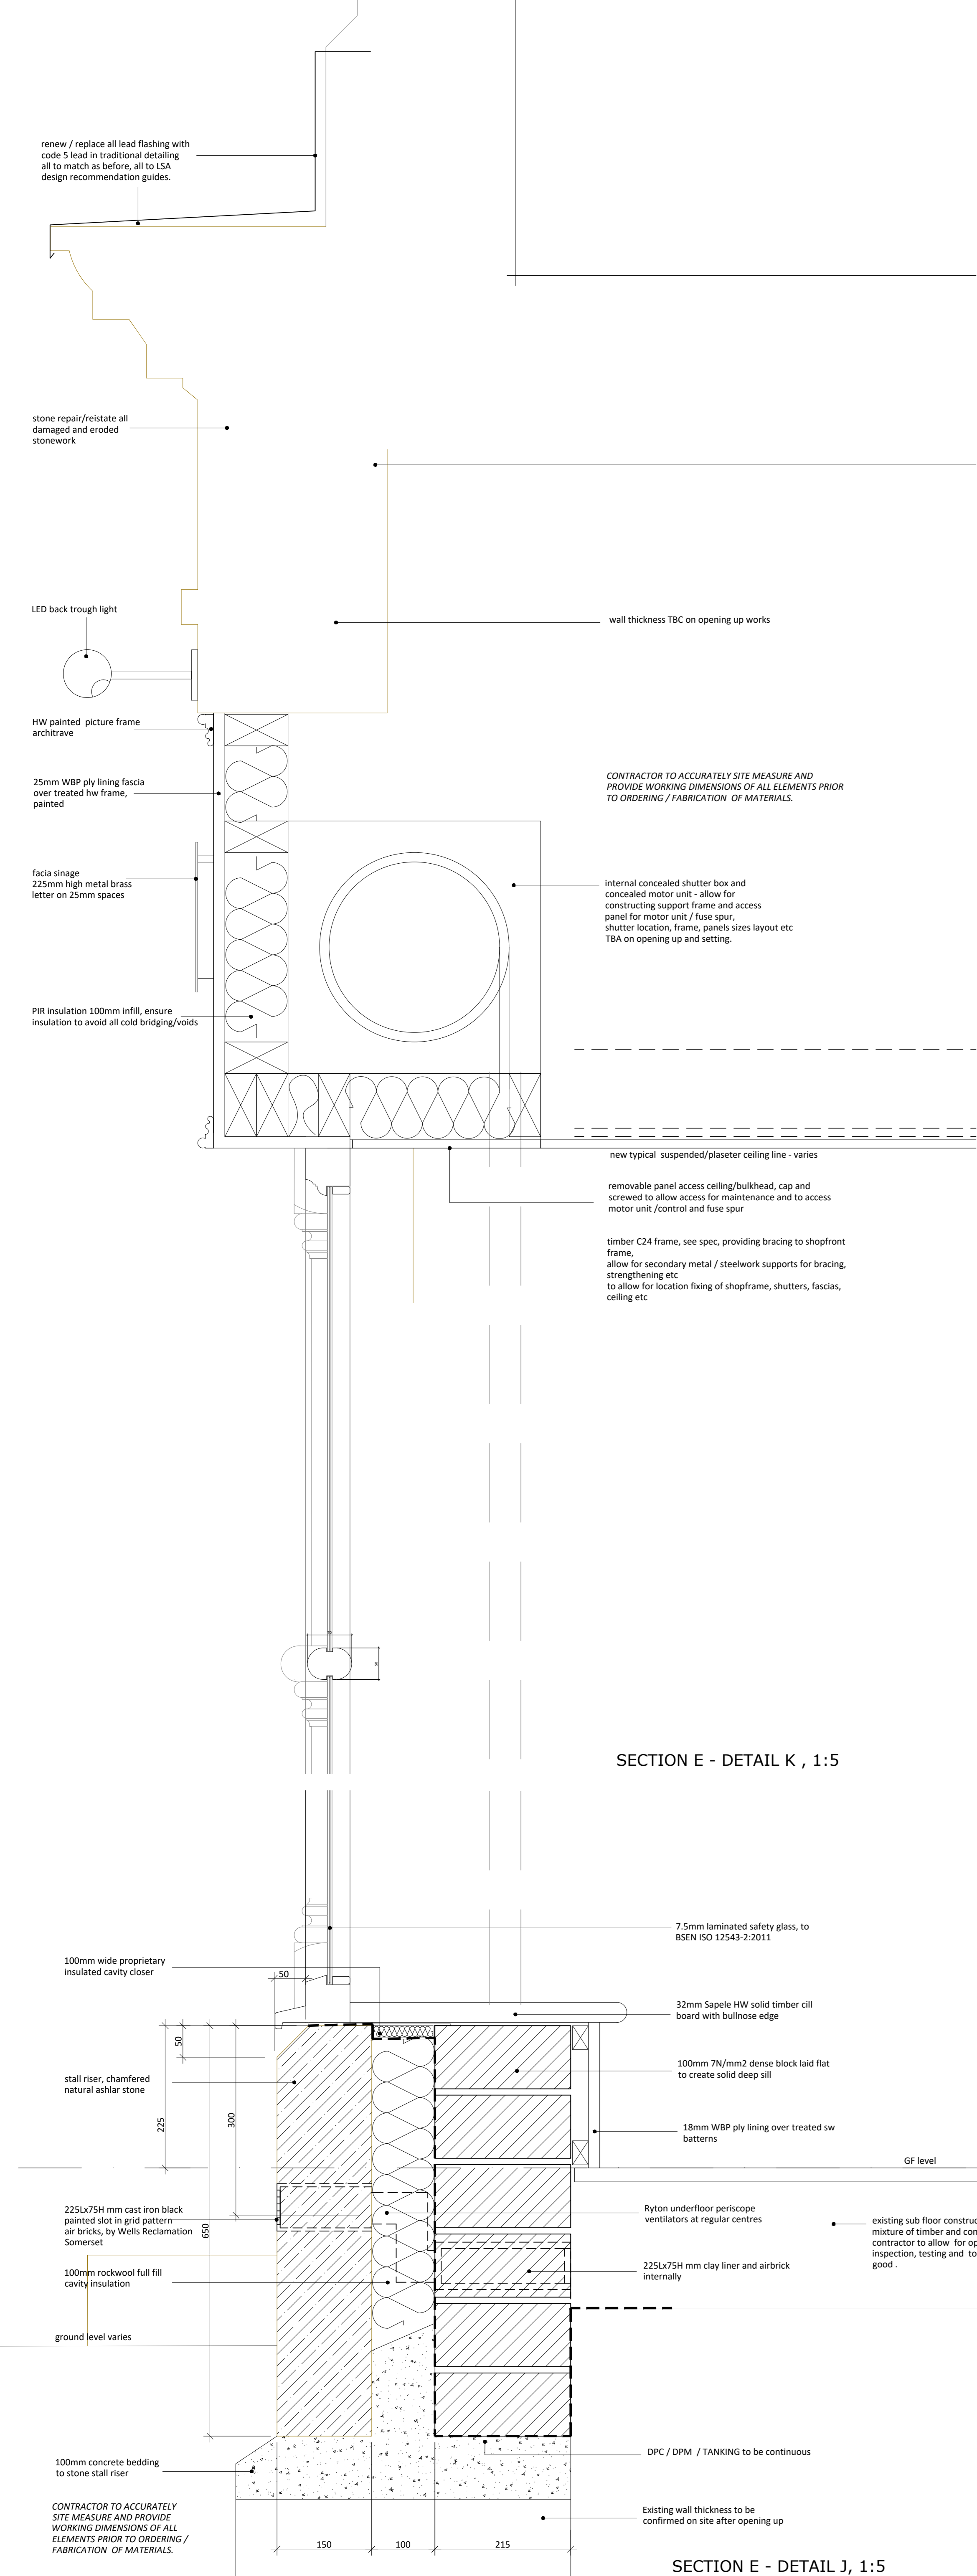 renew / replace all lead flashing with
code 5 lead in traditional detailing
all to match as before, all to LSA
design recommendation guides.
stone repair/reistate all
damaged and eroded
stonework
LED back trough light
wall thickness TBC on opening up works
HW painted picture frame
architrave
25mm WBP ply lining fascia
over treated hw frame,
painted
CONTRACTOR TO ACCURATELY SITE MEASURE AND
PROVIDE WORKING DIMENSIONS OF ALL ELEMENTS PRIOR
TO ORDERING / FABRICATION OF MATERIALS.
facia sinage
225mm high metal brass
letter on 25mm spaces
internal concealed shutter box and
concealed motor unit - allow for
constructing support frame and access
panel for motor unit / fuse spur,
shutter location, frame, panels sizes layout etc
TBA on opening up and setting.
PIR insulation 100mm infill, ensure
insulation to avoid all cold bridging/voids
new typical suspended/plaseter ceiling line - varies
removable panel access ceiling/bulkhead, cap and
screwed to allow access for maintenance and to access
motor unit /control and fuse spur
timber C24 frame, see spec, providing bracing to shopfront
frame,
allow for secondary metal / steelwork supports for bracing,
strengthening etc
to allow for location fixing of shopframe, shutters, fascias,
ceiling etc
SECTION E - DETAIL K , 1:5
7.5mm laminated safety glass, to
BSEN ISO 12543-2:2011
100mm wide proprietary
insulated cavity closer
50
32mm Sapele HW solid timber cill
board with bullnose edge
50
stall riser, chamfered
natural ashlar stone
100mm 7N/mm2 dense block laid flat
to create solid deep sill
225
300
18mm WBP ply lining over treated sw
batterns
GF level
225Lx75H mm cast iron black
painted slot in grid pattern
air bricks, by Wells Reclamation
Somerset
650
Ryton underfloor periscope
ventilators at regular centres
existing sub floor construc
mixture of timber and con
contractor to allow for op
inspection, testing and to
good .
100mm rockwool full fill
cavity insulation
225Lx75H mm clay liner and airbrick
internally
ground level varies
DPC / DPM / TANKING to be continuous
100mm concrete bedding
to stone stall riser
CONTRACTOR TO ACCURATELY
SITE MEASURE AND PROVIDE
WORKING DIMENSIONS OF ALL
ELEMENTS PRIOR TO ORDERING /
FABRICATION OF MATERIALS.
Existing wall thickness to be
confirmed on site after opening up
150
100
215
SECTION E - DETAIL J, 1:5